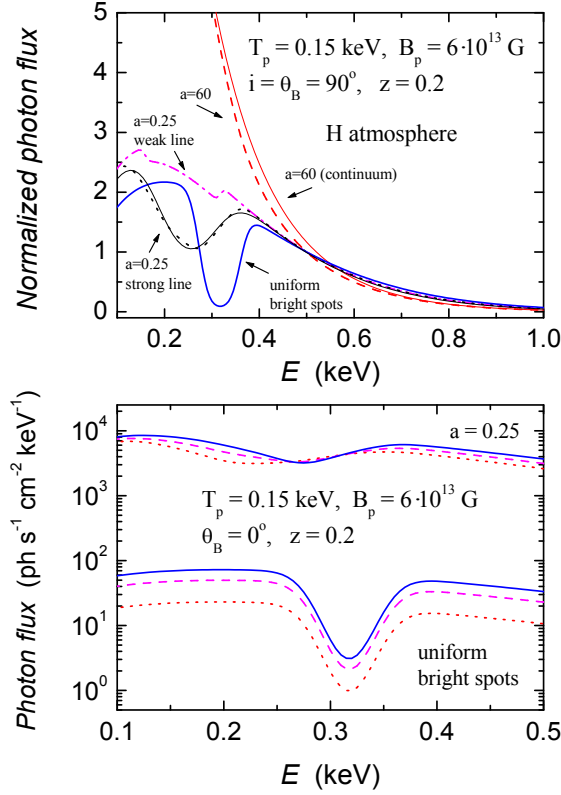 5
4
3
2
1
0
Normalized photon flux
T_p = 0.15 keV, B_p = 6·10^13 G
i = θ_B = 90°, z = 0.2
H atmosphere
a=60
a=0.25
weak line
a=60 (continuum)
a=0.25
strong line
uniform
bright spots
0.2 0.4 0.6 0.8 1.0
E (keV)
10^4
10^3
10^2
10^1
10^0
Photon flux (ph s^-1 cm^-2 keV^-1)
a = 0.25
T_p = 0.15 keV, B_p = 6·10^13 G
θ_B = 0°, z = 0.2
uniform
bright spots
0.1 0.2 0.3 0.4 0.5
E (keV)